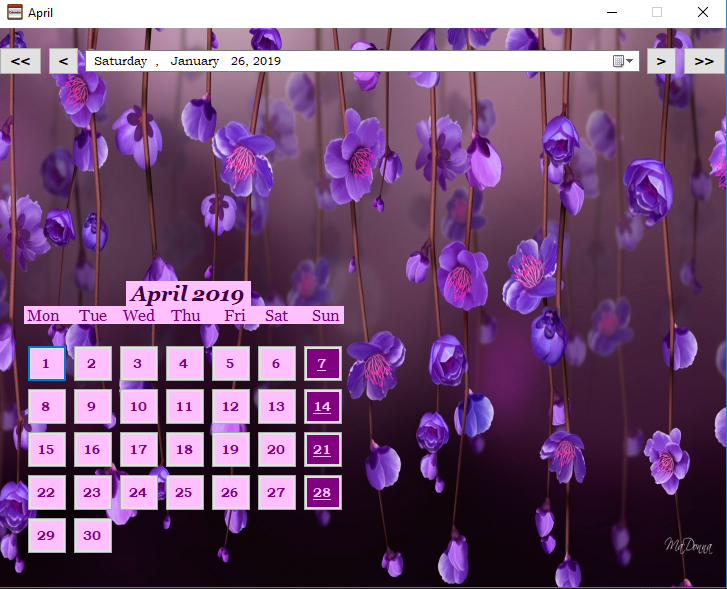 April
<< < Saturday , January 26, 2019 > >>
April 2019
Mon Tue Wed Thu Fri Sat Sun
1 2 3 4 5 6 7
8 9 10 11 12 13 14
15 16 17 18 19 20 21
22 23 24 25 26 27 28
29 30
MaDonna